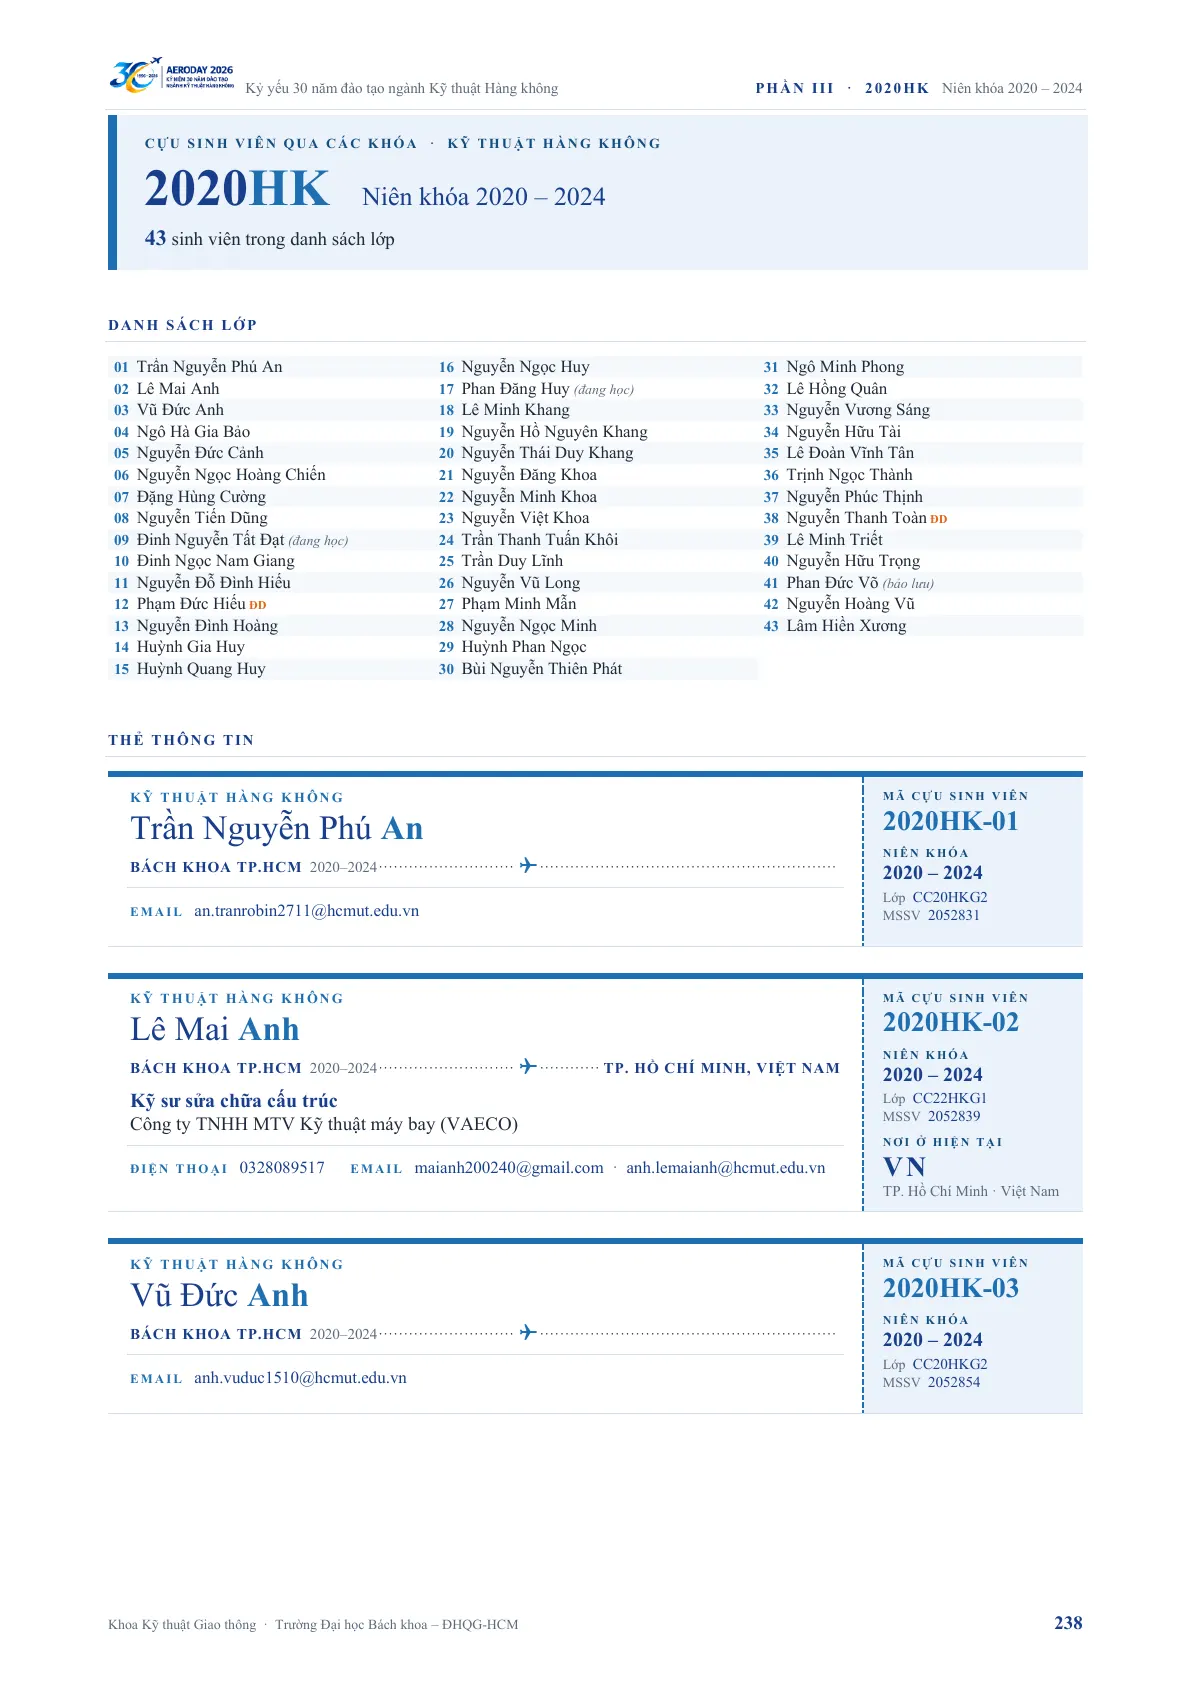 AERODAY 2026
KỶ NIỆM 30 NĂM ĐÀO TẠO
NGÀNH KỸ THUẬT HÀNG KHÔNG
Kỷ yếu 30 năm đào tạo ngành Kỹ thuật Hàng không
PHẦN III · 2020HK Niên khóa 2020 – 2024
CỰU SINH VIÊN QUA CÁC KHÓA · KỸ THUẬT HÀNG KHÔNG
2020HK Niên khóa 2020 – 2024
43 sinh viên trong danh sách lớp
DANH SÁCH LỚP
01 Trần Nguyễn Phú An
02 Lê Mai Anh
03 Vũ Đức Anh
04 Ngô Hà Gia Bảo
05 Nguyễn Đức Cảnh
06 Nguyễn Ngọc Hoàng Chiến
07 Đặng Hùng Cường
08 Nguyễn Tiến Dũng
09 Đinh Nguyễn Tất Đạt (đang học)
10 Đinh Ngọc Nam Giang
11 Nguyễn Đỗ Đình Hiếu
12 Phạm Đức Hiếu ĐD
13 Nguyễn Đình Hoàng
14 Huỳnh Gia Huy
15 Huỳnh Quang Huy
16 Nguyễn Ngọc Huy
17 Phan Đăng Huy (đang học)
18 Lê Minh Khang
19 Nguyễn Hồ Nguyên Khang
20 Nguyễn Thái Duy Khang
21 Nguyễn Đăng Khoa
22 Nguyễn Minh Khoa
23 Nguyễn Việt Khoa
24 Trần Thanh Tuấn Khôi
25 Trần Duy Lĩnh
26 Nguyễn Vũ Long
27 Phạm Minh Mẫn
28 Nguyễn Ngọc Minh
29 Huỳnh Phan Ngọc
30 Bùi Nguyễn Thiên Phát
31 Ngô Minh Phong
32 Lê Hồng Quân
33 Nguyễn Vương Sáng
34 Nguyễn Hữu Tài
35 Lê Đoàn Vĩnh Tân
36 Trịnh Ngọc Thành
37 Nguyễn Phúc Thịnh
38 Nguyễn Thanh Toàn ĐD
39 Lê Minh Triết
40 Nguyễn Hữu Trọng
41 Phan Đức Võ (bảo lưu)
42 Nguyễn Hoàng Vũ
43 Lâm Hiền Xương
THẺ THÔNG TIN
KỸ THUẬT HÀNG KHÔNG
Trần Nguyễn Phú An
BÁCH KHOA TP.HCM 2020–2024
EMAIL an.tranrobin2711@hcmut.edu.vn
MÃ CỰU SINH VIÊN
2020HK-01
NIÊN KHÓA
2020 – 2024
Lớp CC20HKG2
MSSV 2052831
KỸ THUẬT HÀNG KHÔNG
Lê Mai Anh
BÁCH KHOA TP.HCM 2020–2024 TP. HỒ CHÍ MINH, VIỆT NAM
Kỹ sư sửa chữa cấu trúc
Công ty TNHH MTV Kỹ thuật máy bay (VAECO)
ĐIỆN THOẠI 0328089517 EMAIL maianh200240@gmail.com · anh.lemaianh@hcmut.edu.vn
MÃ CỰU SINH VIÊN
2020HK-02
NIÊN KHÓA
2020 – 2024
Lớp CC22HKG1
MSSV 2052839
NƠI Ở HIỆN TẠI
VN
TP. Hồ Chí Minh · Việt Nam
KỸ THUẬT HÀNG KHÔNG
Vũ Đức Anh
BÁCH KHOA TP.HCM 2020–2024
EMAIL anh.vuduc1510@hcmut.edu.vn
MÃ CỰU SINH VIÊN
2020HK-03
NIÊN KHÓA
2020 – 2024
Lớp CC20HKG2
MSSV 2052854
Khoa Kỹ thuật Giao thông · Trường Đại học Bách khoa – ĐHQG-HCM
238